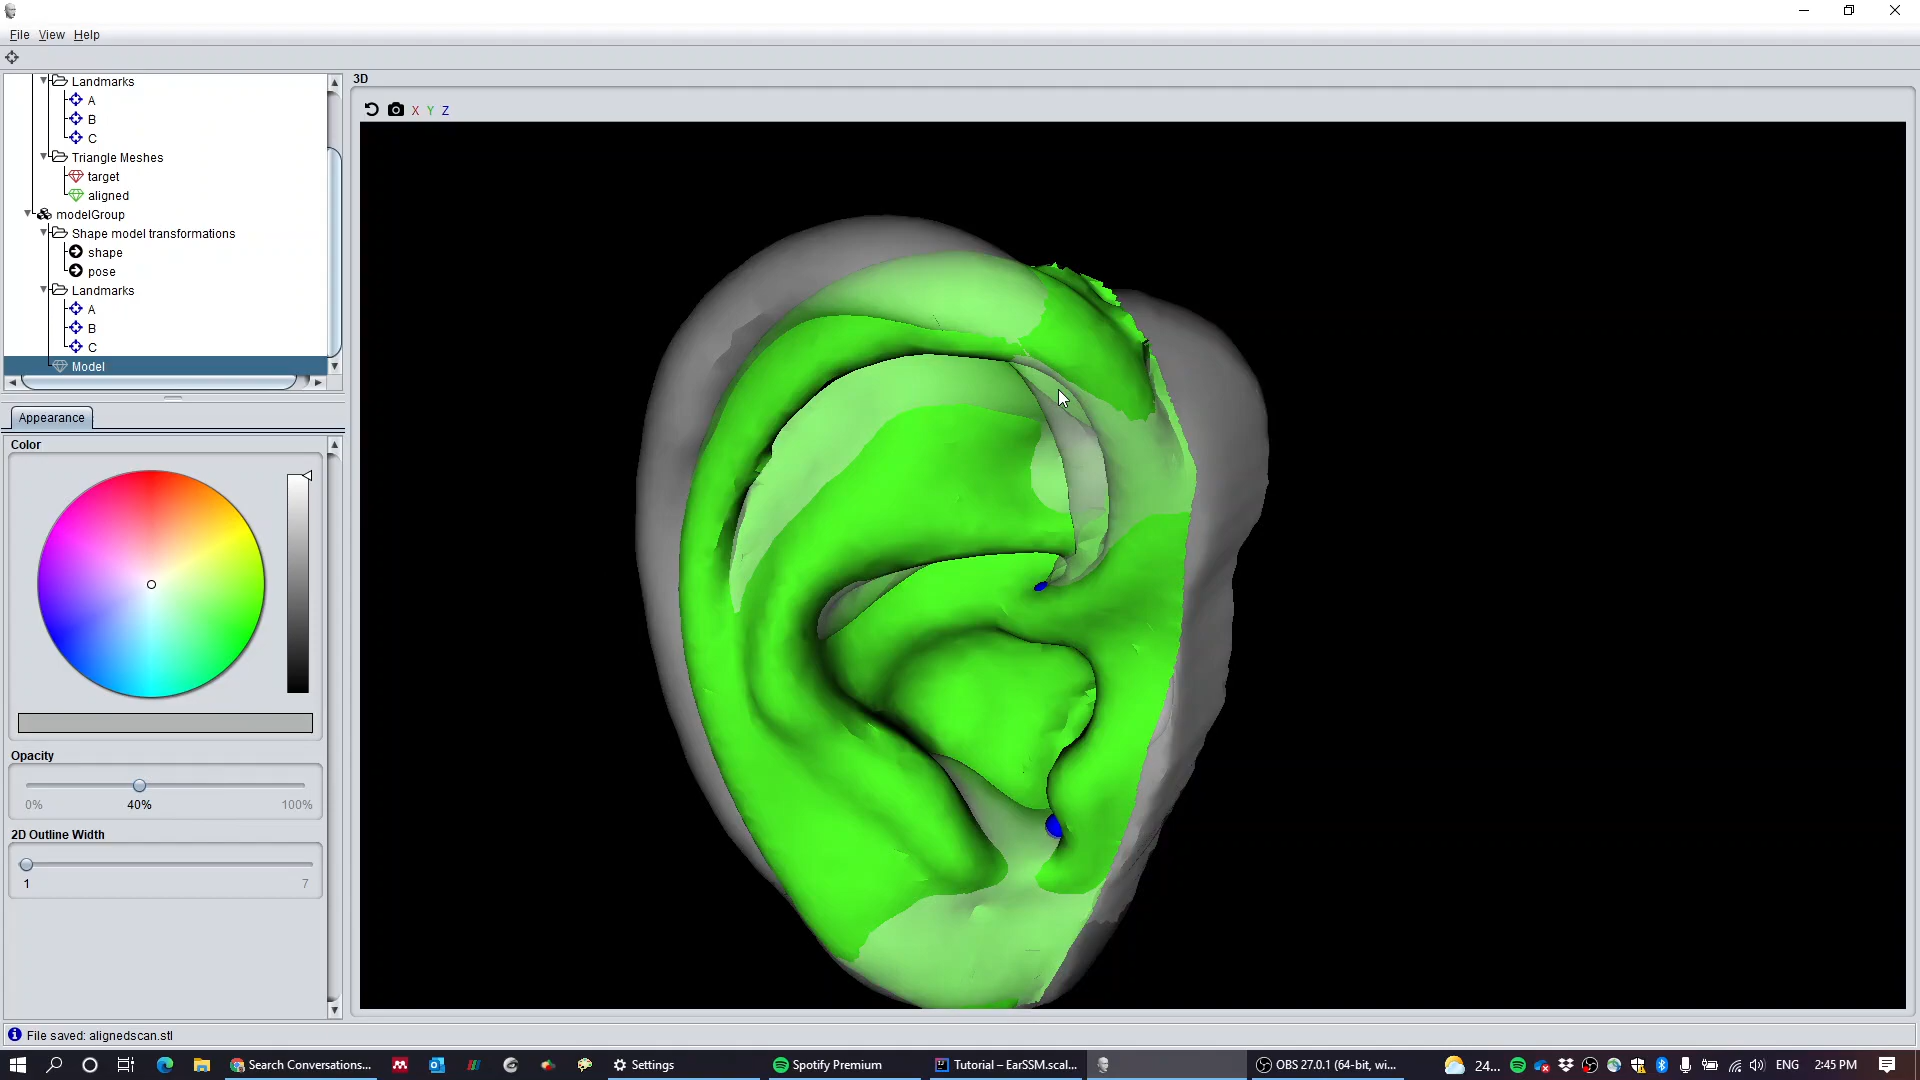 File View Help
3D
X Y Z
Landmarks
A
B
C
Triangle Meshes
target
aligned
modelGroup
Shape model transformations
shape
pose
Landmarks
A
B
C
Model
Appearance
Color
Opacity
0% 40% 100%
2D Outline Width
1 7
File saved: alignedscan.stl
Search Conversations...
Settings
Spotify Premium
Tutorial – EarSSM.scal...
OBS 27.0.1 (64-bit, wi...
24...
ENG
2:45 PM